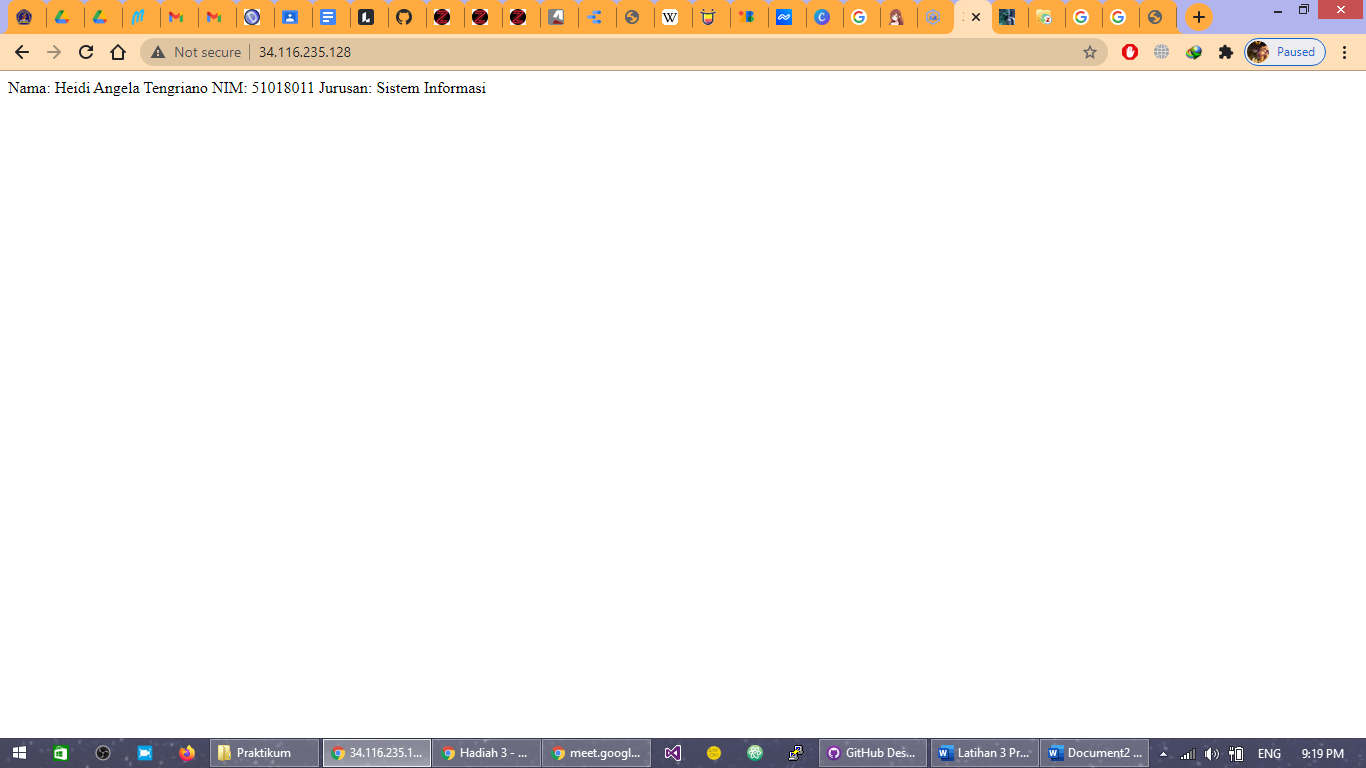 Not secure
34.116.235.128
Paused
Nama: Heidi Angela Tengriano NIM: 51018011 Jurusan: Sistem Informasi
Praktikum
34.116.235.1...
Hadiah 3 - ...
meet.googl...
GitHub Des...
Latihan 3 Pr...
Document2 ...
ENG
9:19 PM